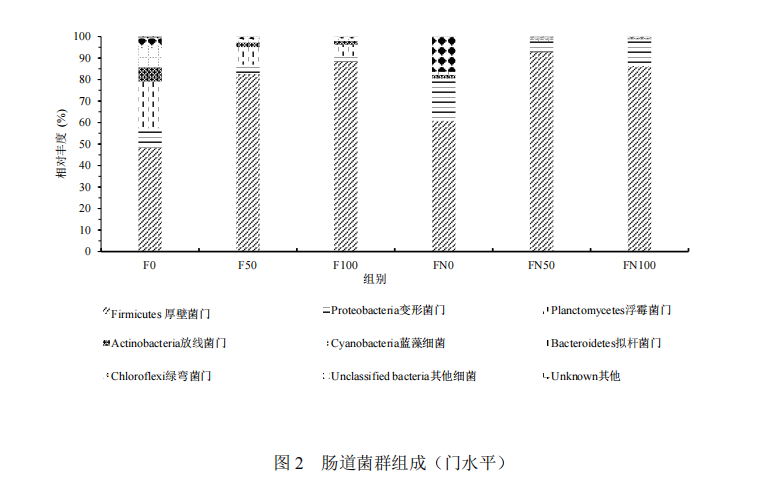 100
90
80
70
60
50
40
30
20
10
0
相对丰度 (%)
F0 F50 F100 FN0 FN50 FN100
组别
Firmicutes 厚壁菌门 Proteobacteria变形菌门 Planctomycetes浮霉菌门
Actinobacteria放线菌门 Cyanobacteria蓝藻细菌 Bacteroidetes拟杆菌门
Chloroflexi绿弯菌门 Unclassified bacteria其他细菌 Unknown其他
图 2 肠道菌群组成（门水平）